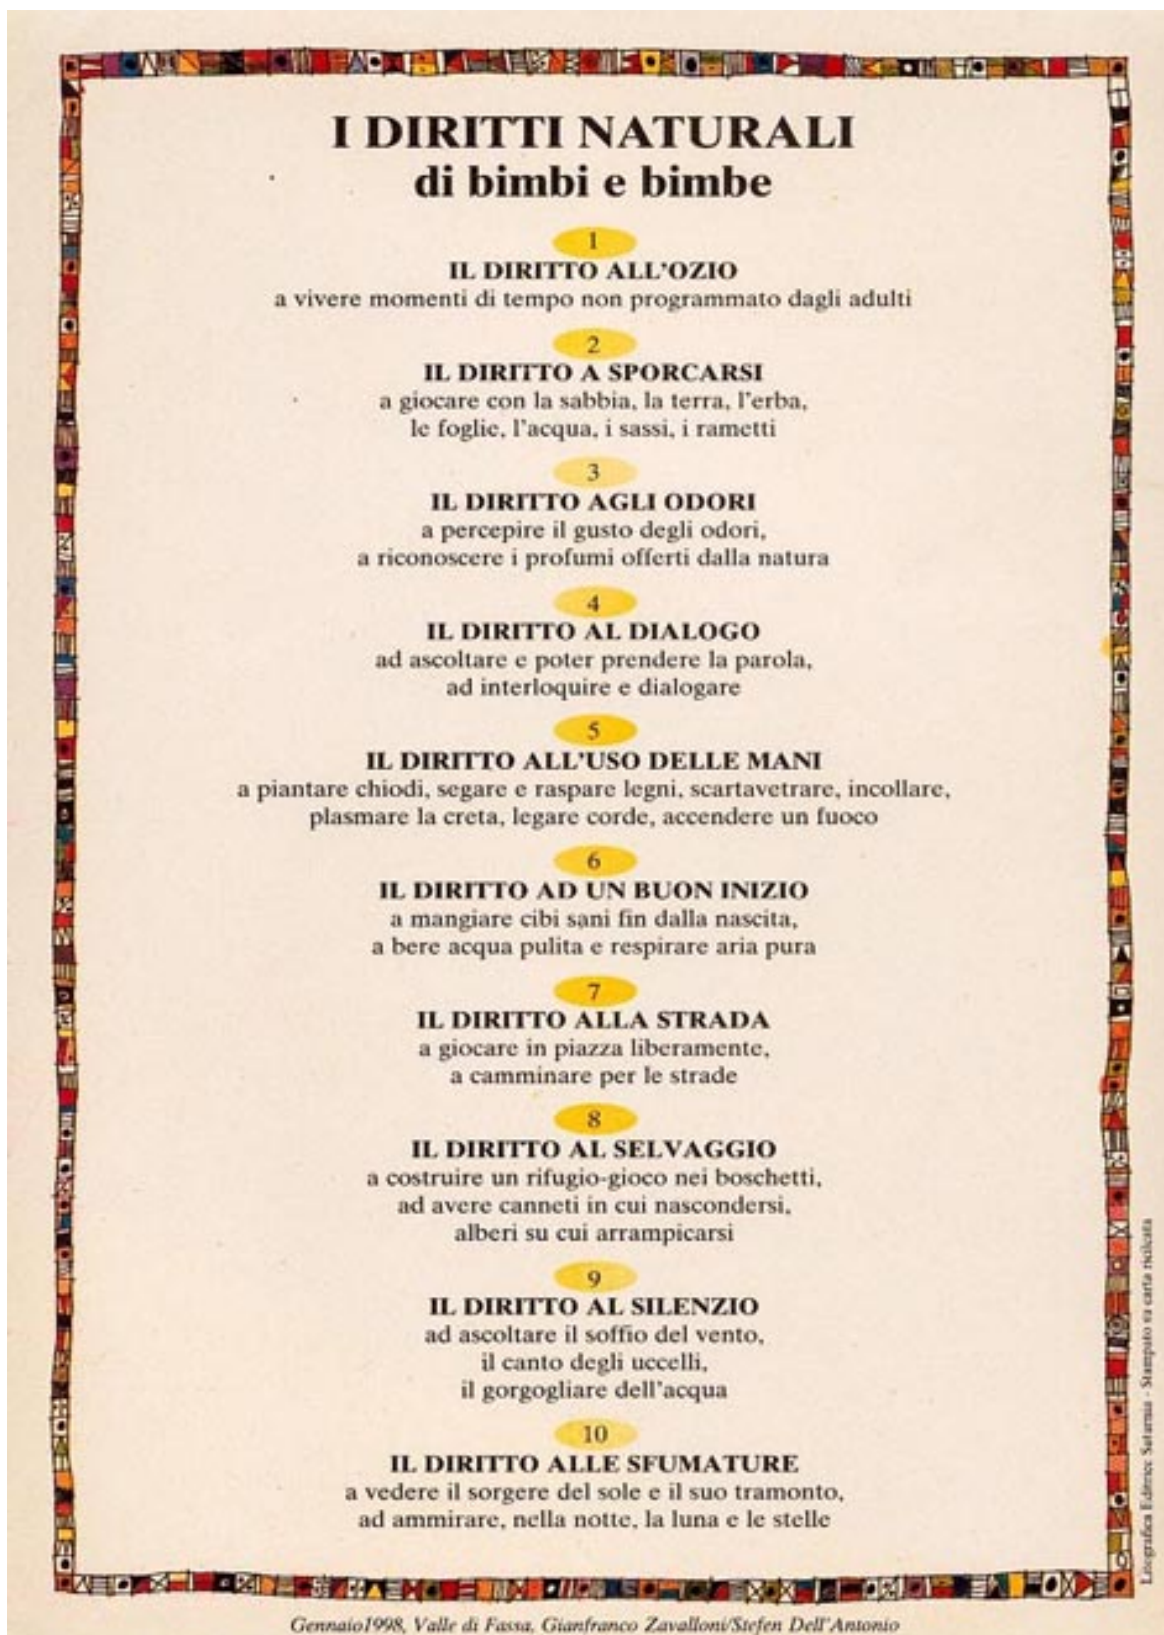 I DIRITTI NATURALI
di bimbi e bimbe
1
IL DIRITTO ALL'OZIO
a vivere momenti di tempo non programmato dagli adulti
2
IL DIRITTO A SPORCARSI
a giocare con la sabbia, la terra, l'erba,
le foglie, l'acqua, i sassi, i rametti
3
IL DIRITTO AGLI ODORI
a percepire il gusto degli odori,
a riconoscere i profumi offerti dalla natura
4
IL DIRITTO AL DIALOGO
ad ascoltare e poter prendere la parola,
ad interloquire e dialogare
5
IL DIRITTO ALL'USO DELLE MANI
a piantare chiodi, segare e raspare legni, scartavetrare, incollare,
plasmare la creta, legare corde, accendere un fuoco
6
IL DIRITTO AD UN BUON INIZIO
a mangiare cibi sani fin dalla nascita,
a bere acqua pulita e respirare aria pura
7
IL DIRITTO ALLA STRADA
a giocare in piazza liberamente,
a camminare per le strade
8
IL DIRITTO AL SELVAGGIO
a costruire un rifugio-gioco nei boschetti,
ad avere canneti in cui nascondersi,
alberi su cui arrampicarsi
9
IL DIRITTO AL SILENZIO
ad ascoltare il soffio del vento,
il canto degli uccelli,
il gorgogliare dell'acqua
10
IL DIRITTO ALLE SFUMATURE
a vedere il sorgere del sole e il suo tramonto,
ad ammirare, nella notte, la luna e le stelle
Gennaio1998, Valle di Fassa, Gianfranco Zavalloni/Stefen Dell'Antonio
Litografica Editrice Saturnia - Stampato su carta riciclata